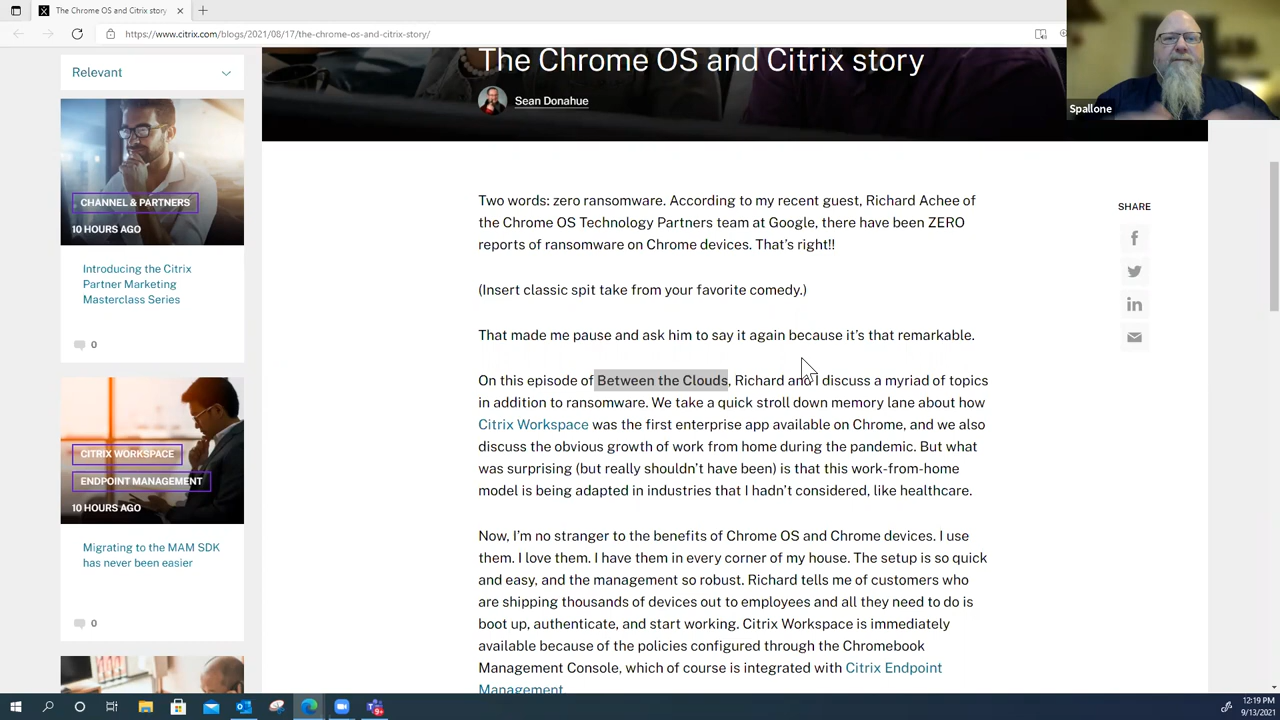 The Chrome OS and Citrix story
https://www.citrix.com/blogs/2021/08/17/the-chrome-os-and-citrix-story/
Relevant
The Chrome OS and Citrix story
Sean Donahue
Spallone
CHANNEL & PARTNERS
10 HOURS AGO
Introducing the Citrix
Partner Marketing
Masterclass Series
0
CITRIX WORKSPACE
ENDPOINT MANAGEMENT
10 HOURS AGO
Migrating to the MAM SDK
has never been easier
0
Two words: zero ransomware. According to my recent guest, Richard Achee of
the Chrome OS Technology Partners team at Google, there have been ZERO
reports of ransomware on Chrome devices. That's right!!
(Insert classic spit take from your favorite comedy.)
That made me pause and ask him to say it again because it's that remarkable.
On this episode of Between the Clouds, Richard and I discuss a myriad of topics
in addition to ransomware. We take a quick stroll down memory lane about how
Citrix Workspace was the first enterprise app available on Chrome, and we also
discuss the obvious growth of work from home during the pandemic. But what
was surprising (but really shouldn't have been) is that this work-from-home
model is being adapted in industries that I hadn't considered, like healthcare.
Now, I'm no stranger to the benefits of Chrome OS and Chrome devices. I use
them. I love them. I have them in every corner of my house. The setup is so quick
and easy, and the management so robust. Richard tells me of customers who
are shipping thousands of devices out to employees and all they need to do is
boot up, authenticate, and start working. Citrix Workspace is immediately
available because of the policies configured through the Chromebook
Management Console, which of course is integrated with Citrix Endpoint
Management
SHARE
12:19 PM
9/13/2021